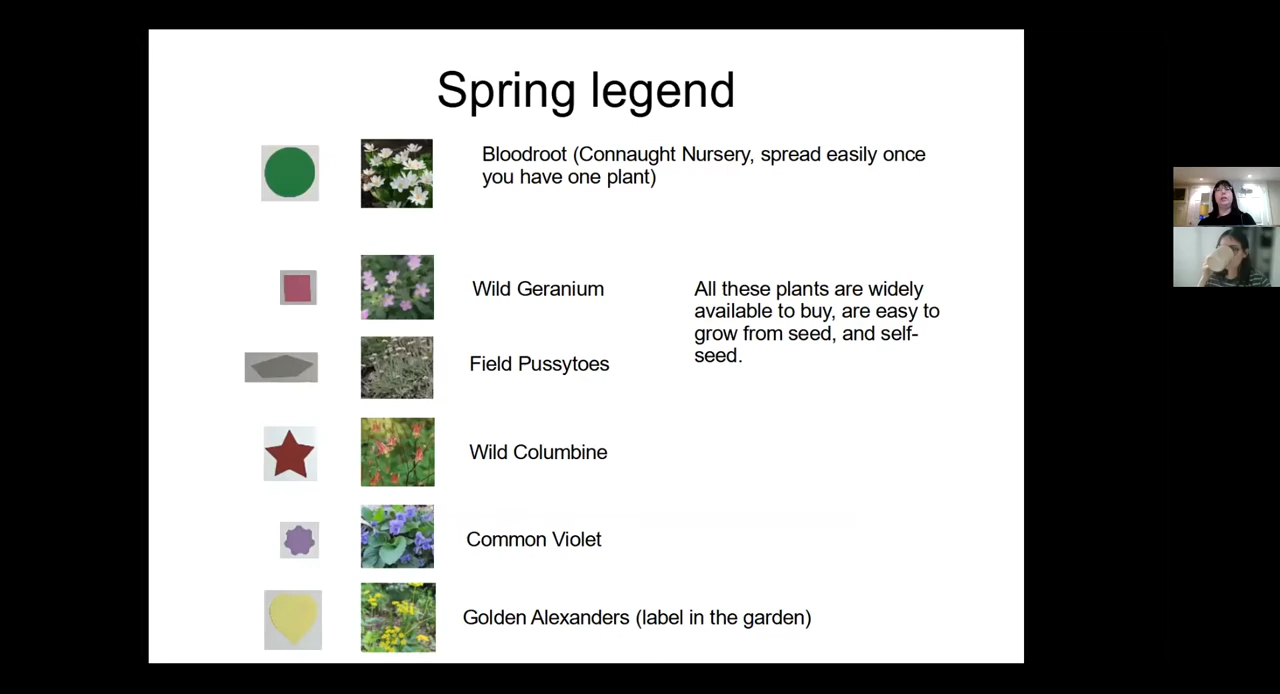 Spring legend
Bloodroot (Connaught Nursery, spread easily once
you have one plant)
Wild Geranium
All these plants are widely
available to buy, are easy to
grow from seed, and self-
seed.
Field Pussytoes
Wild Columbine
Common Violet
Golden Alexanders (label in the garden)